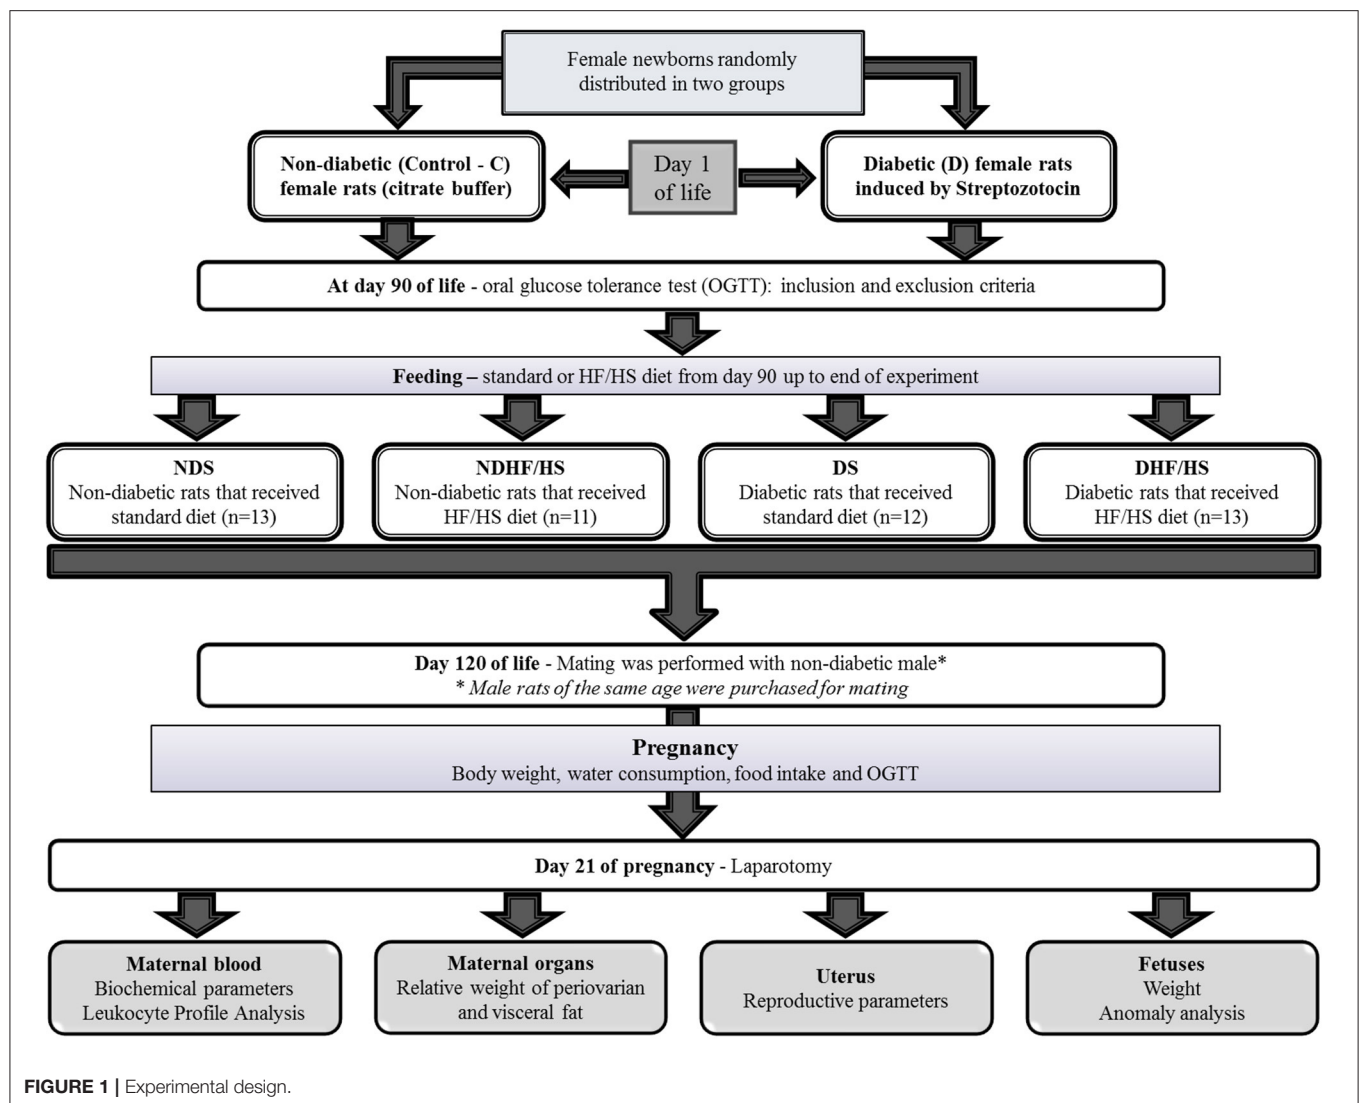 Female newborns randomly
distributed in two groups
Non-diabetic (Control - C)
female rats (citrate buffer)
Day 1
of life
Diabetic (D) female rats
induced by Streptozotocin
At day 90 of life - oral glucose tolerance test (OGTT): inclusion and exclusion criteria
Feeding – standard or HF/HS diet from day 90 up to end of experiment
NDS
Non-diabetic rats that received
standard diet (n=13)
NDHF/HS
Non-diabetic rats that received
HF/HS diet (n=11)
DS
Diabetic rats that received
standard diet (n=12)
DHF/HS
Diabetic rats that received
HF/HS diet (n=13)
Day 120 of life - Mating was performed with non-diabetic male*
* Male rats of the same age were purchased for mating
Pregnancy
Body weight, water consumption, food intake and OGTT
Day 21 of pregnancy - Laparotomy
Maternal blood
Biochemical parameters
Leukocyte Profile Analysis
Maternal organs
Relative weight of periovarian
and visceral fat
Uterus
Reproductive parameters
Fetuses
Weight
Anomaly analysis
FIGURE 1 | Experimental design.